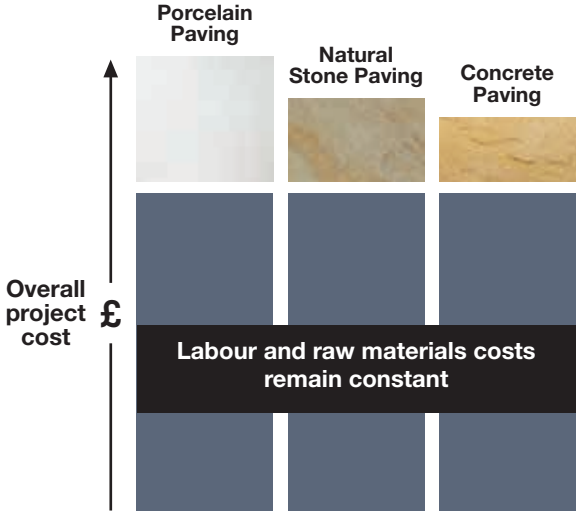 Porcelain
Paving
Natural
Stone Paving
Concrete
Paving
Overall
project
cost
£
Labour and raw materials costs
remain constant